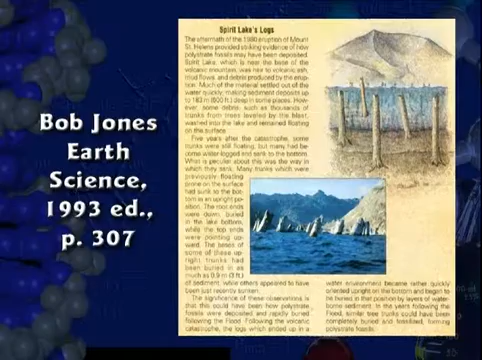 Bob Jones
Earth
Science,
1993 ed.,
p. 307
Spirit Lake's Logs
The aftermath of the 1980 eruption of Mount
St. Helens provided striking evidence of how
polystrate fossils may have been deposited.
Spirit Lake, which is near the base of the
volcanic mountain, was heir to volcanic ash,
mud flows, and debris produced by the erup-
tion. Much of the material settled out of the
water quickly, making sediment deposits up
to 183 m (600 ft.) deep in some places. How-
ever, some debris, such as thousands of
trunks from trees leveled by the blast,
washed into the lake and remained floating
on the surface.
Five years after the catastrophe, some
trunks were still floating, but many had be-
come water-logged and sunk to the bottom.
What is peculiar about this was the way in
which they sank. Many trunks which were
previously floating
prone on the surface
had sunk to the bot-
tom in an upright po-
sition. The root ends
were down, buried
in the lake bottom,
while the top ends
were pointing up-
ward. The bases of
some of these up-
right trunks had
been buried in as
much as 0.9 m (3 ft.)
of sediment, while others appeared to have
been just recently sunken.
The significance of these observations is
that this could have been how polystrate
fossils were deposited and rapidly buried
following the Flood. Following the volcanic
catastrophe, the logs which ended up in a
water environment became rather quickly
oriented upright on the bottom and began to
be buried in that position by layers of water-
borne sediment. In the years following the
Flood, similar tree trunks could have been
completely buried and fossilized, forming
polystrate fossils.